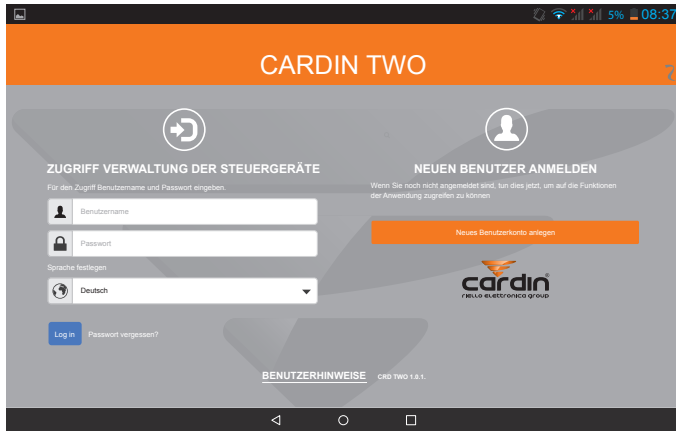 5% 08:37
CARDIN TWO
ZUGRIFF VERWALTUNG DER STEUERGERÄTE
Für den Zugriff Benutzername und Passwort eingeben.
Benutzername
Passwort
Sprache festlegen
Deutsch
Log in Passwort vergessen?
NEUEN BENUTZER ANMELDEN
Wenn Sie noch nicht angemeldet sind, tun dies jetzt, um auf die Funktionen
der Anwendung zugreifen zu können
Neues Benutzerkonto anlegen
cardin
RIELLO ELETTRONICA GROUP
BENUTZERHINWEISE CRD TWO 1.0.1.